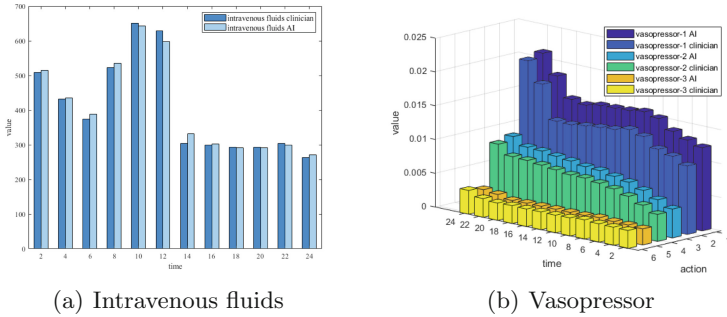 700
600
500
400
300
200
100
0
value
intravenous fluids clinician
intravenous fluids AI
2 4 6 8 10 12 14 16 18 20 22 24
time
(a) Intravenous fluids
0.025
0.02
0.015
0.01
0.005
0
value
vasopressor-1 AI
vasopressor-1 clinician
vasopressor-2 AI
vasopressor-2 clinician
vasopressor-3 AI
vasopressor-3 clinician
24 22 20 18 16 14 12 10 8 6 4 2
time
6 5 4 3 2
action
(b) Vasopressor